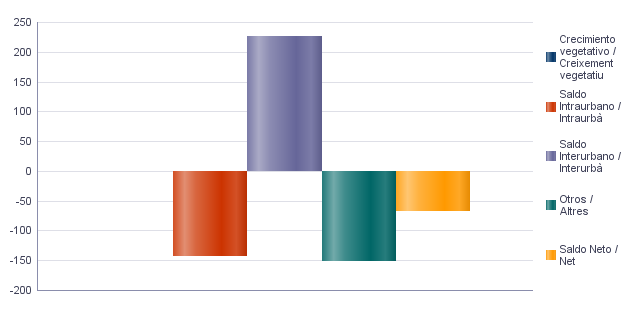 250
200
150
100
50
0
-50
-100
-150
-200
Crecimiento
vegetativo /
Creixement
vegetatiu
Saldo
Intraurbano /
Intraurbà
Saldo
Interurbano /
Interurbà
Otros /
Altres
Saldo Neto /
Net